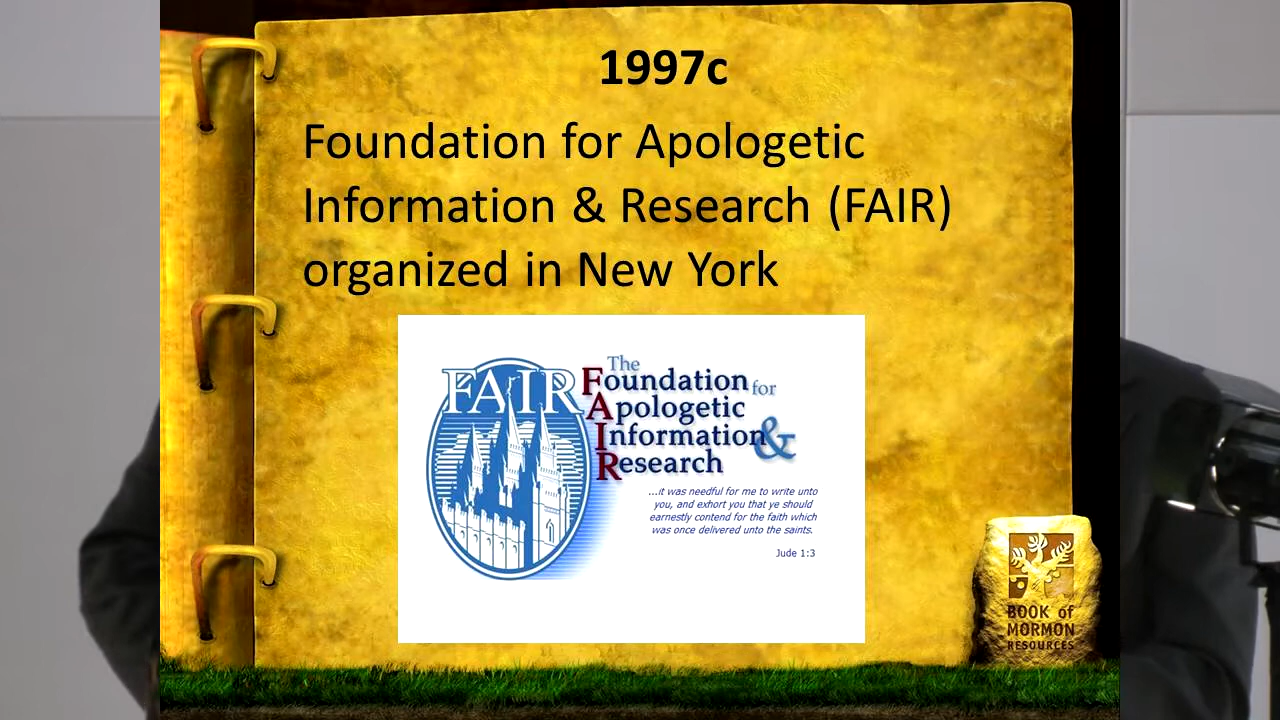 1997c
Foundation for Apologetic
Information & Research (FAIR)
organized in New York
FAIR
The
Foundation for
Apologetic
Information &
Research
...it was needful for me to write unto
you, and exhort you that ye should
earnestly contend for the faith which
was once delivered unto the saints.
Jude 1:3
BOOK of
MORMON
RESOURCES